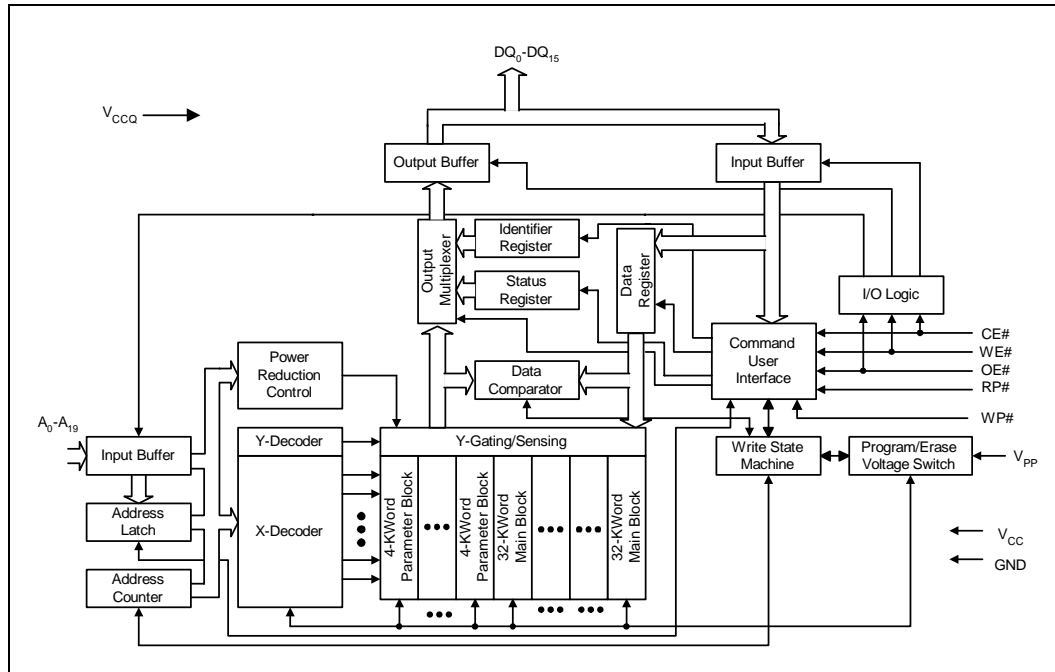 DQ0-DQ15
VCCQ
Output Buffer
Input Buffer
Output
Multiplexer
Identifier
Register
Status
Register
Data
Register
I/O Logic
Command
User
Interface
CE#
WE#
OE#
RP#
WP#
Power
Reduction
Control
Data
Comparator
A0-A19
Input Buffer
Y-Decoder
Y-Gating/Sensing
Write State
Machine
Program/Erase
Voltage Switch
VPP
Address
Latch
X-Decoder
4-KWord
Parameter Block
4-KWord
Parameter Block
32-KWord
Main Block
32-KWord
Main Block
VCC
GND
Address
Counter